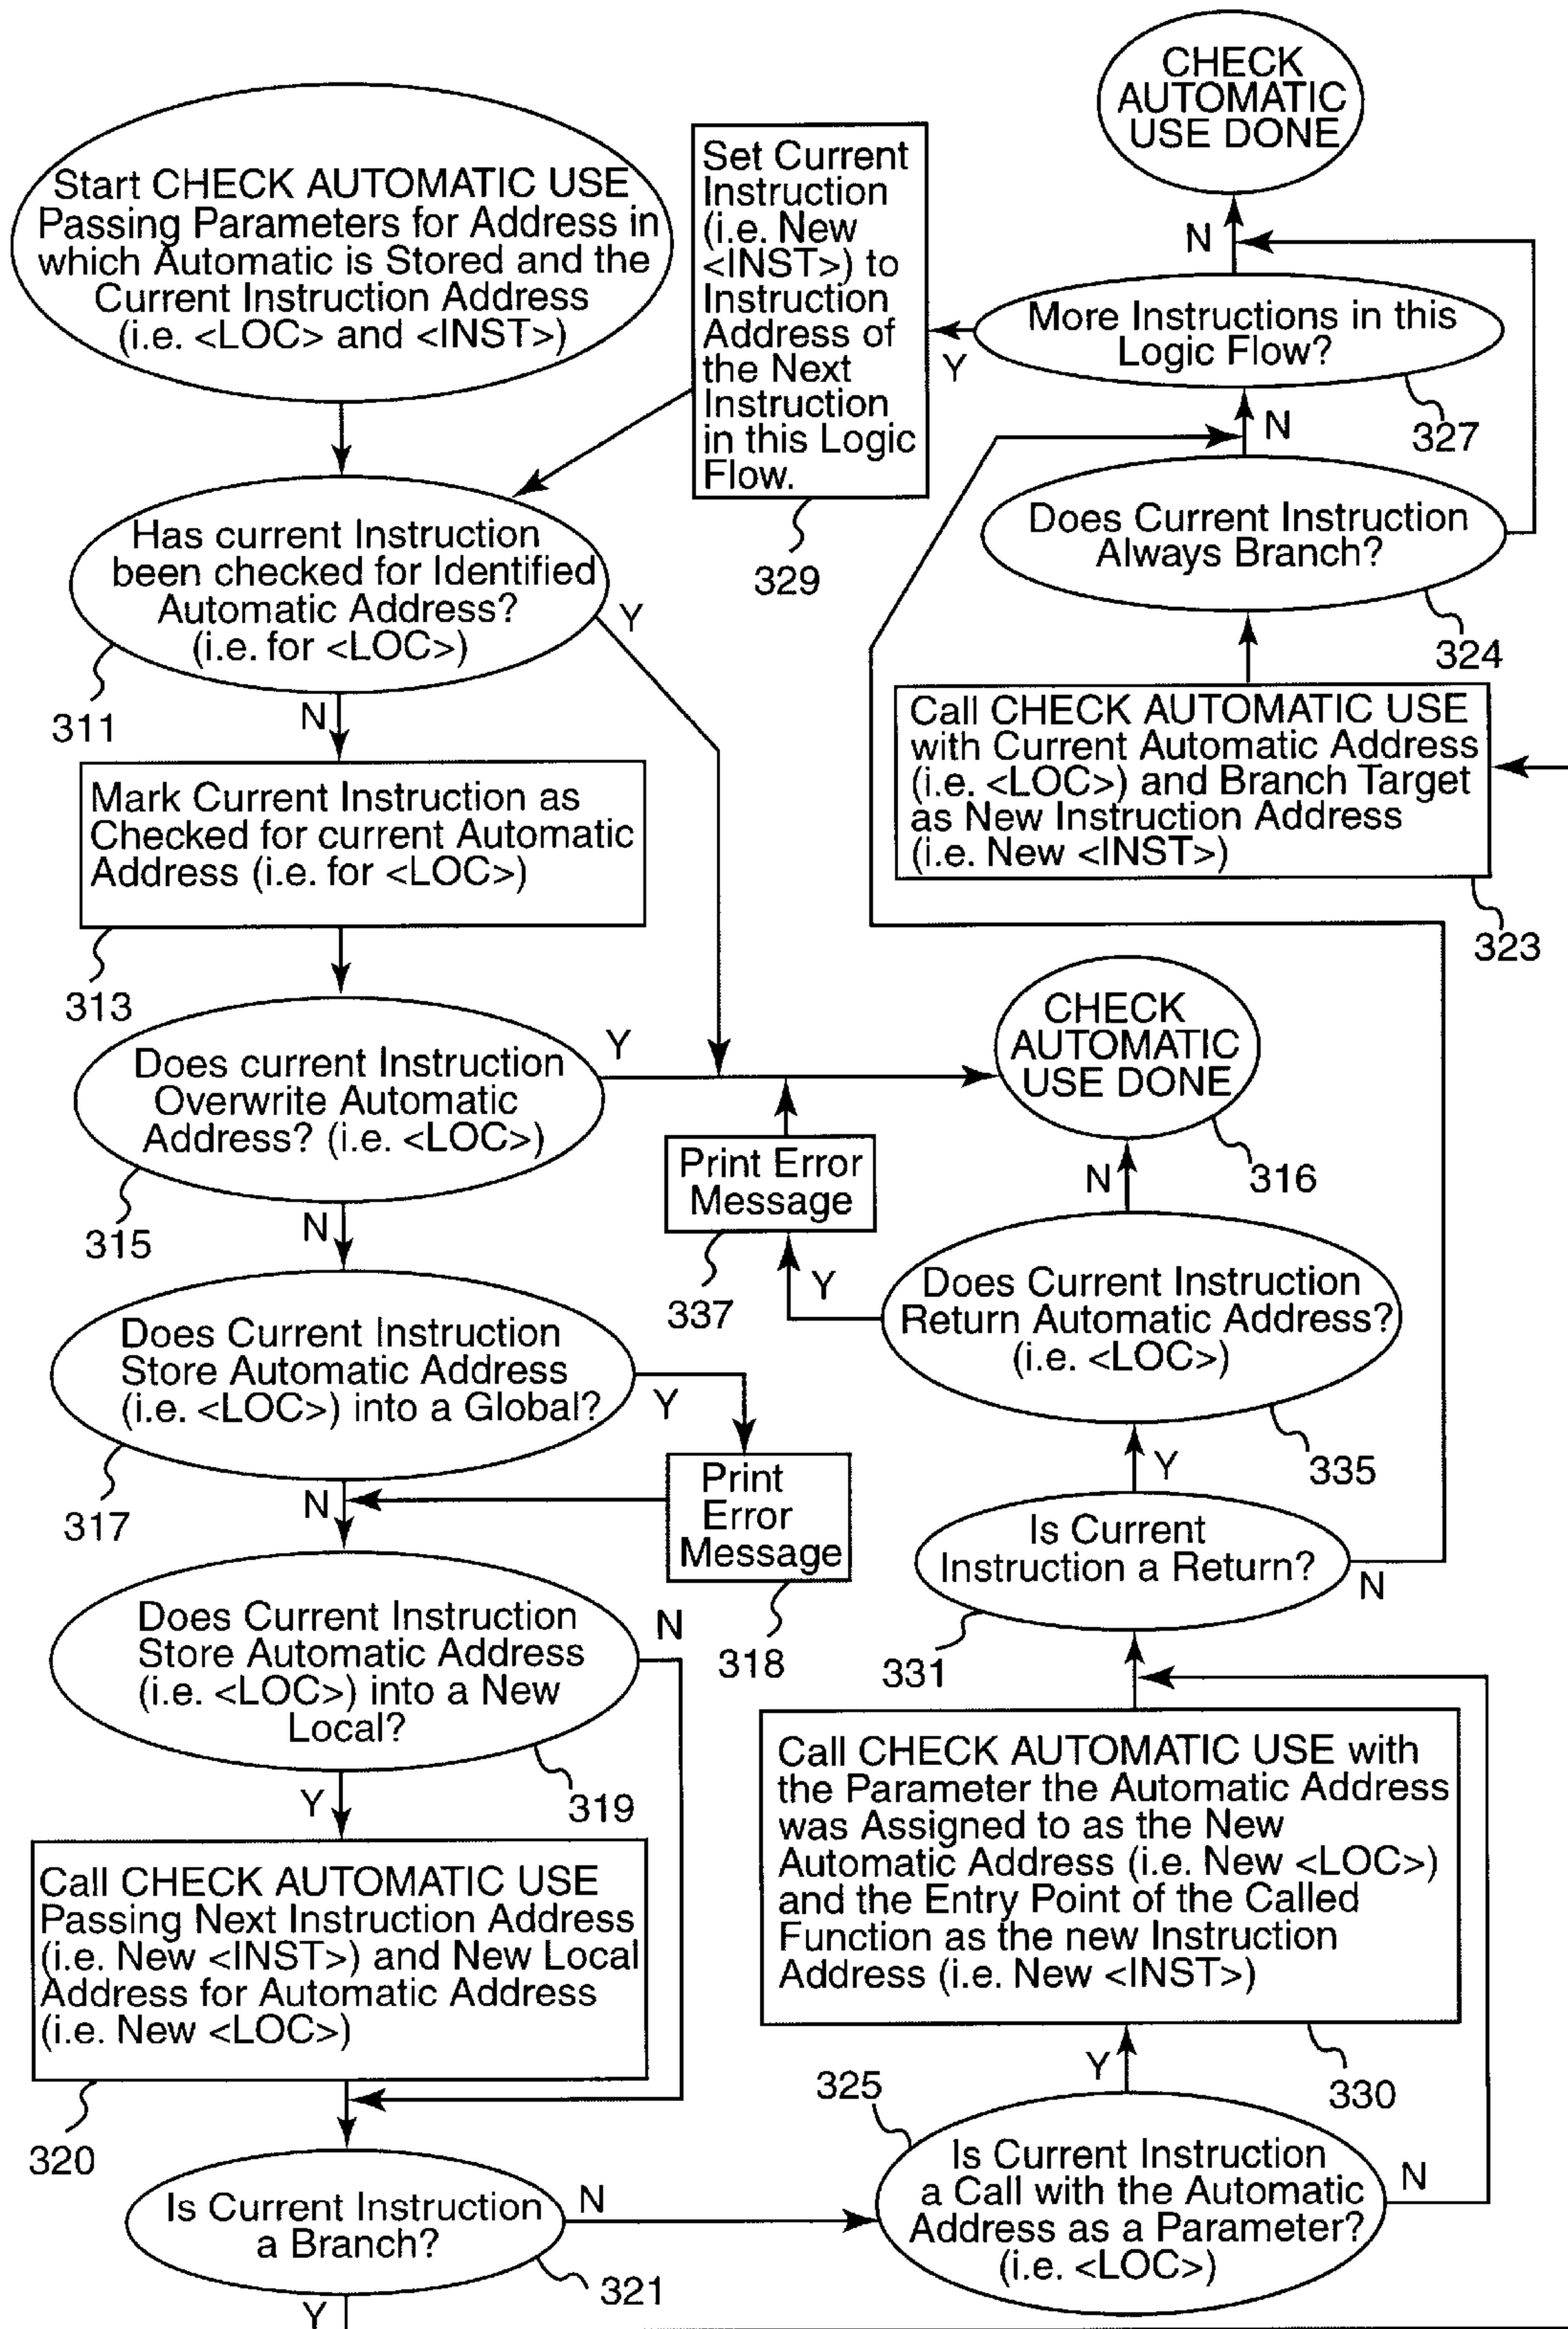 Start CHECK AUTOMATIC USE
Passing Parameters for Address in
which Automatic is Stored and the
Current Instruction Address
(i.e. <LOC> and <INST>)
Has current Instruction
been checked for Identified
Automatic Address?
(i.e. for <LOC>)
Y
311
N
Mark Current Instruction as
Checked for current Automatic
Address (i.e. for <LOC>)
313
Does current Instruction
Overwrite Automatic
Address? (i.e. <LOC>)
Y
315
N
Does Current Instruction
Store Automatic Address
(i.e. <LOC>) into a Global?
Y
317
N
Print
Error
Message
318
Does Current Instruction
Store Automatic Address
(i.e. <LOC>) into a New
Local?
N
319
Y
Call CHECK AUTOMATIC USE
Passing Next Instruction Address
(i.e. New <INST>) and New Local
Address for Automatic Address
(i.e. New <LOC>)
320
Is Current Instruction
a Branch?
N
321
Y
CHECK
AUTOMATIC
USE DONE
N
More Instructions in this
Logic Flow?
Y
327
Set Current
Instruction
(i.e. New
<INST>) to
Instruction
Address of
the Next
Instruction
in this Logic
Flow.
329
N
Does Current Instruction
Always Branch?
324
Call CHECK AUTOMATIC USE
with Current Automatic Address
(i.e. <LOC>) and Branch Target
as New Instruction Address
(i.e. New <INST>)
323
CHECK
AUTOMATIC
USE DONE
316
Print Error
Message
337
N
Does Current Instruction
Return Automatic Address?
(i.e. <LOC>)
Y
335
Y
Is Current
Instruction a Return?
N
331
Call CHECK AUTOMATIC USE with
the Parameter the Automatic Address
was Assigned to as the New
Automatic Address (i.e. New <LOC>)
and the Entry Point of the Called
Function as the new Instruction
Address (i.e. New <INST>)
330
Y
325
Is Current Instruction
a Call with the Automatic
Address as a Parameter?
(i.e. <LOC>)
N